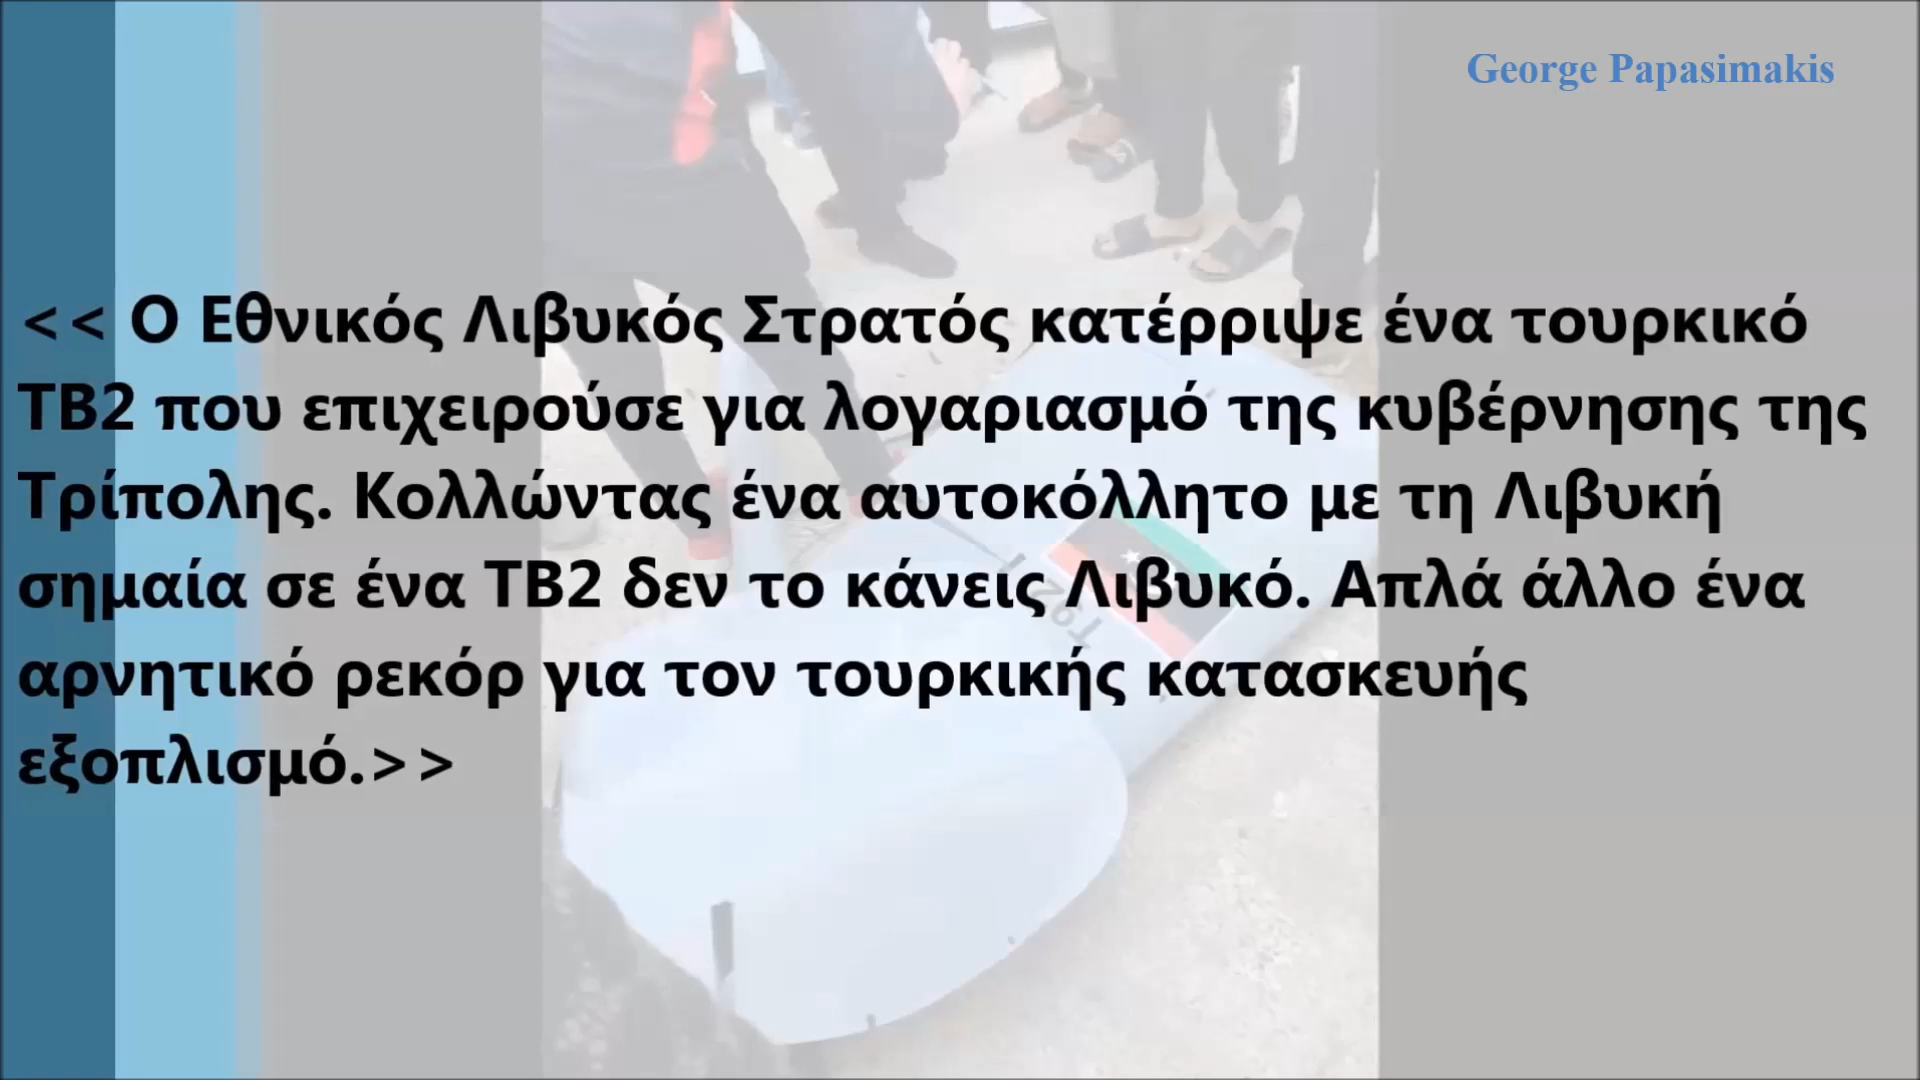 George Papasimakis
<< Ο Εθνικός Λιβυκός Στρατός κατέρριψε ένα τουρκικό
ΤΒ2 που επιχειρούσε για λογαριασμό της κυβέρνησης της
Τρίπολης. Κολλώντας ένα αυτοκόλλητο με τη Λιβυκή
σημαία σε ένα ΤΒ2 δεν το κάνεις Λιβυκό. Απλά άλλο ένα
αρνητικό ρεκόρ για τον τουρκικής κατασκευής
εξοπλισμό.>>